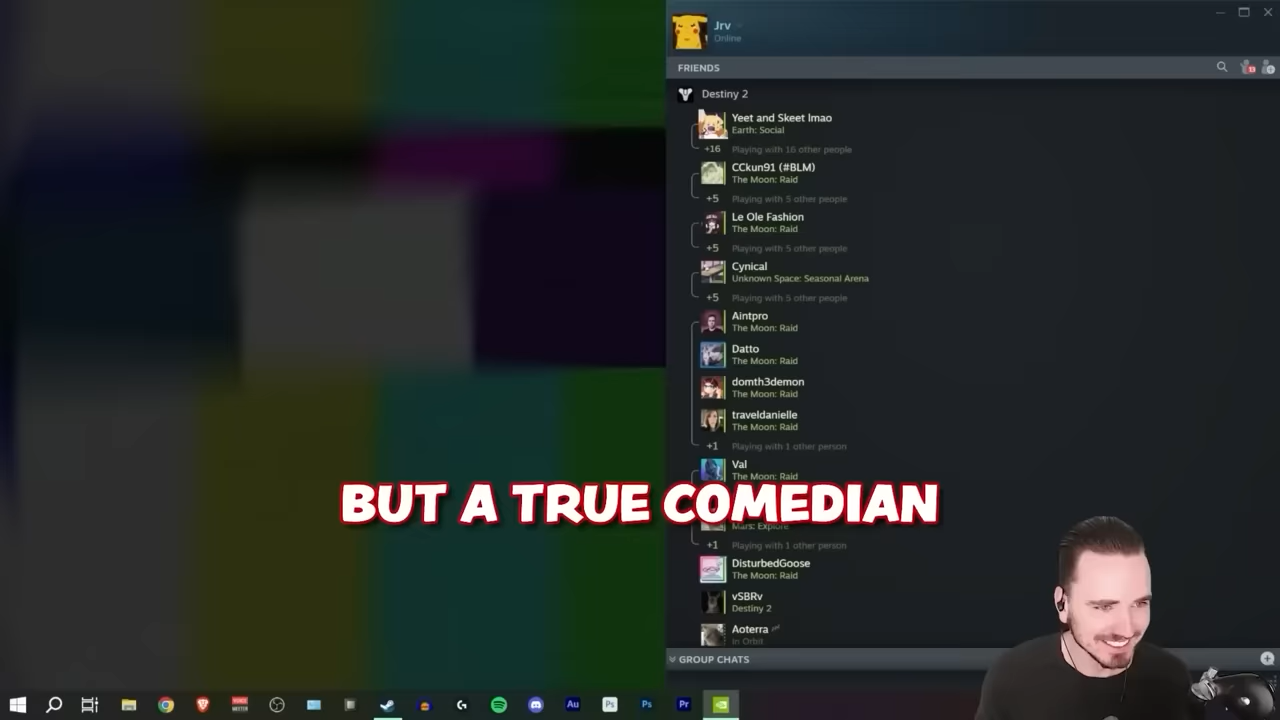 Jrv
Online
FRIENDS
Destiny 2
Yeet and Skeet lmao
Earth: Social
+16 Playing with 16 other people
CCkun91 (#BLM)
The Moon: Raid
+5 Playing with 5 other people
Le Ole Fashion
The Moon: Raid
+5 Playing with 5 other people
Cynical
Unknown Space: Seasonal Arena
+5 Playing with 5 other people
Aintpro
The Moon: Raid
Datto
The Moon: Raid
domth3demon
The Moon: Raid
traveldanielle
The Moon: Raid
+1 Playing with 1 other person
Val
The Moon: Raid
BUT A TRUE COMEDIAN
Mars: Explore
+1 Playing with 1 other person
DisturbedGoose
The Moon: Raid
vSBRv
Destiny 2
Aoterra
In Orbit
GROUP CHATS
Au
Ps
Ps
Pr